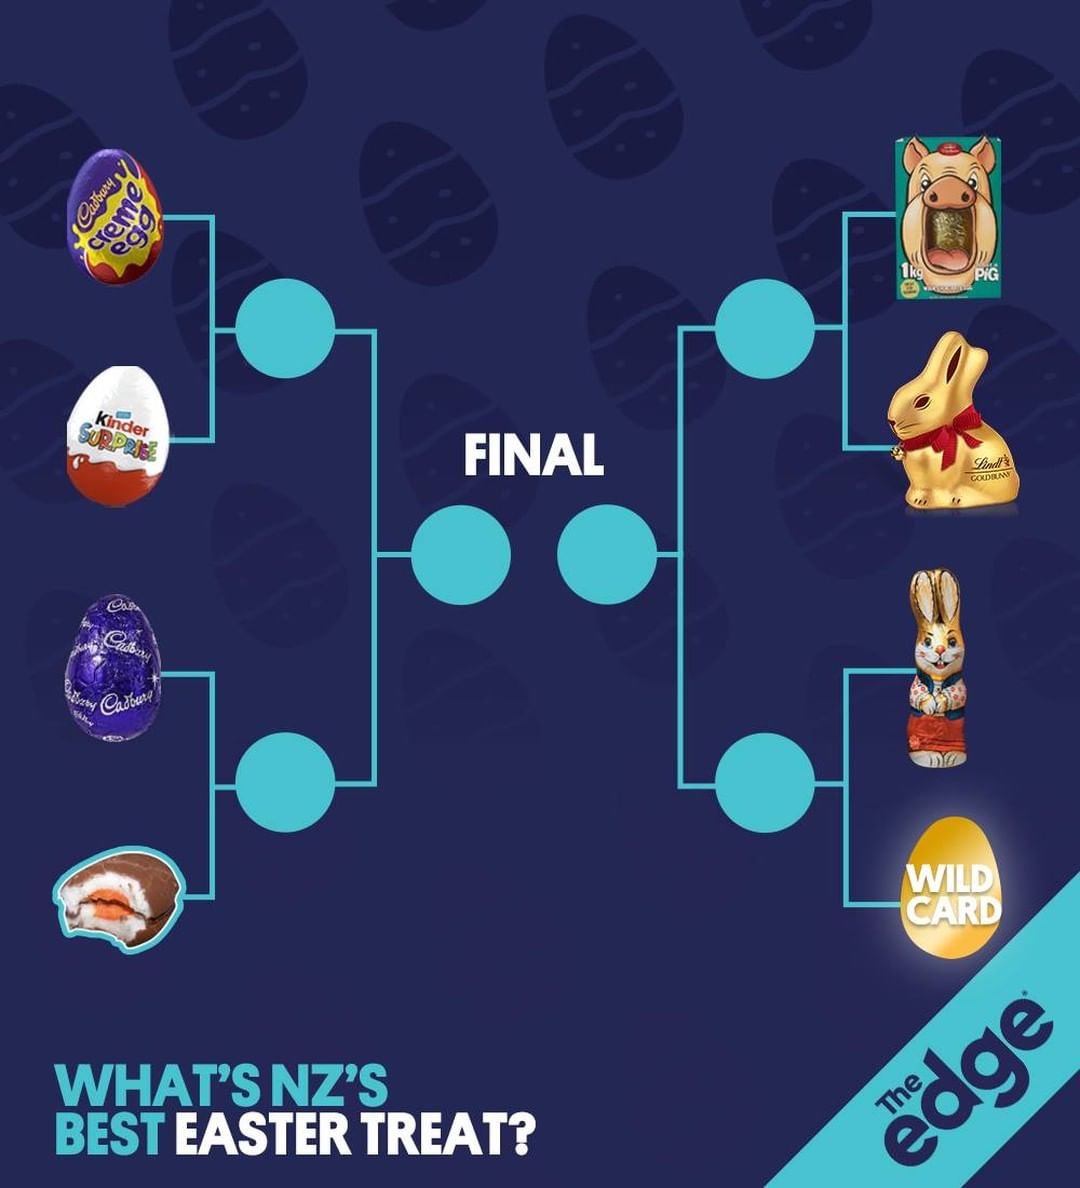 Cadbury
creme
egg
Kinder
SURPRISE
Cadbury
Cadbury
FINAL
1kg
PiG
Lindt
GOLD BUNNY
WILD
CARD
WHAT'S NZ'S
BEST EASTER TREAT?
The
edge